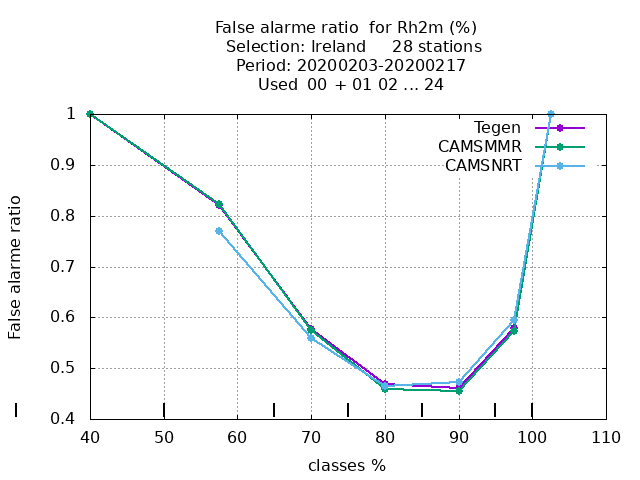 False alarme ratio  for Rh2m (%)
Selection: Ireland     28 stations
Period: 20200203-20200217
Used  00  + 01 02 ... 24
Tegen
CAMSMMR
CAMSNRT
False alarme ratio
1
0.9
0.8
0.7
0.6
0.5
0.4
40 50 60 70 80 90 100 110
classes %